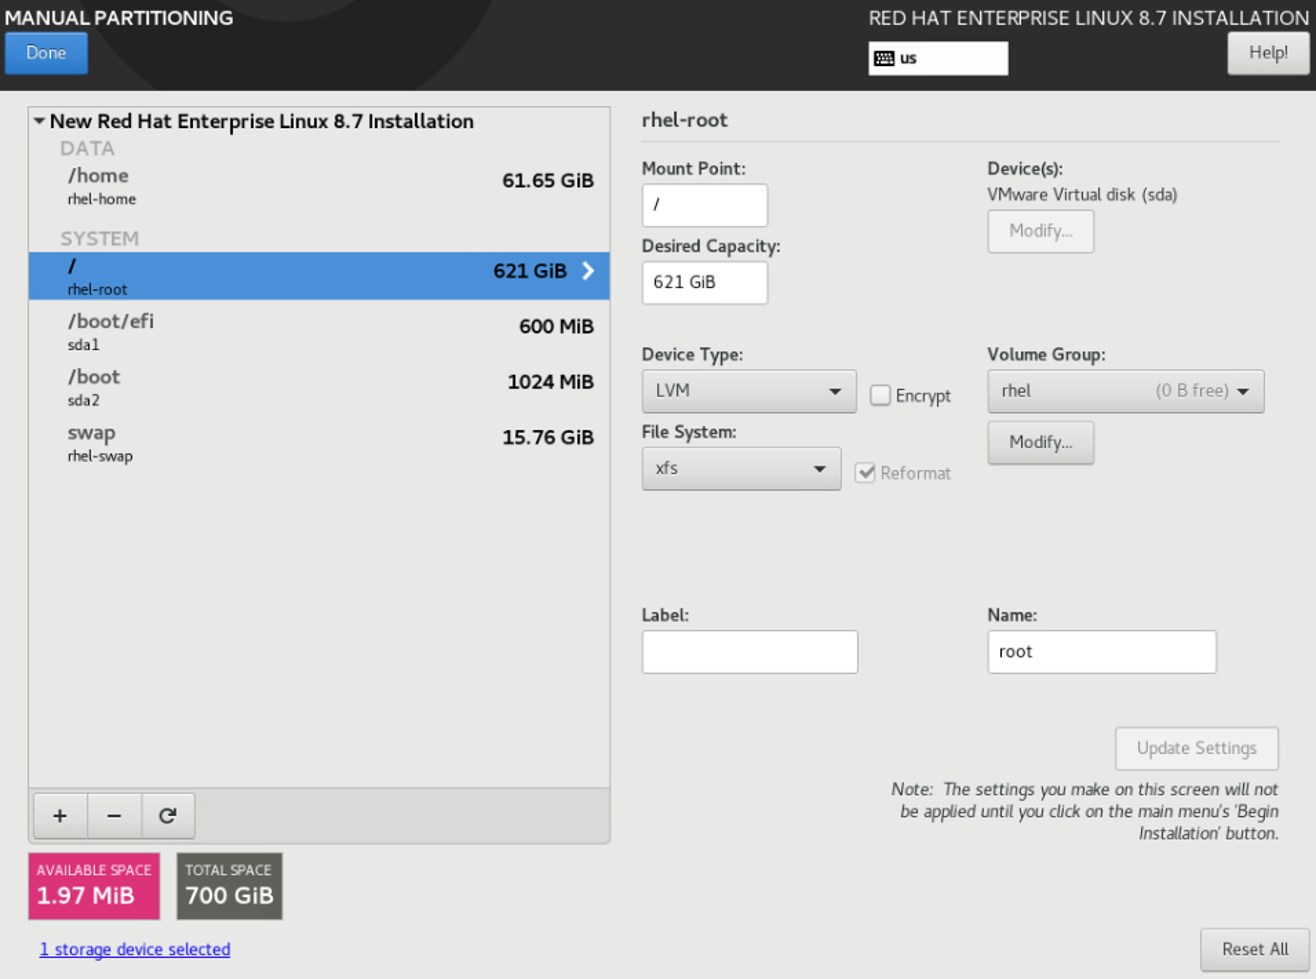 MANUAL PARTITIONING
RED HAT ENTERPRISE LINUX 8.7 INSTALLATION
Done
us
Help!
New Red Hat Enterprise Linux 8.7 Installation
DATA
/home
61.65 GiB
rhel-home
SYSTEM
/
621 GiB
rhel-root
/boot/efi
600 MiB
sda1
/boot
1024 MiB
sda2
swap
15.76 GiB
rhel-swap
AVAILABLE SPACE
1.97 MiB
TOTAL SPACE
700 GiB
1 storage device selected
rhel-root
Mount Point:
/
Desired Capacity:
621 GiB
Device(s):
VMware Virtual disk (sda)
Modify...
Device Type:
LVM
Encrypt
File System:
xfs
Reformat
Volume Group:
rhel (0 B free)
Modify...
Label:
Name:
root
Update Settings
Note: The settings you make on this screen will not
be applied until you click on the main menu's 'Begin
Installation' button.
Reset All